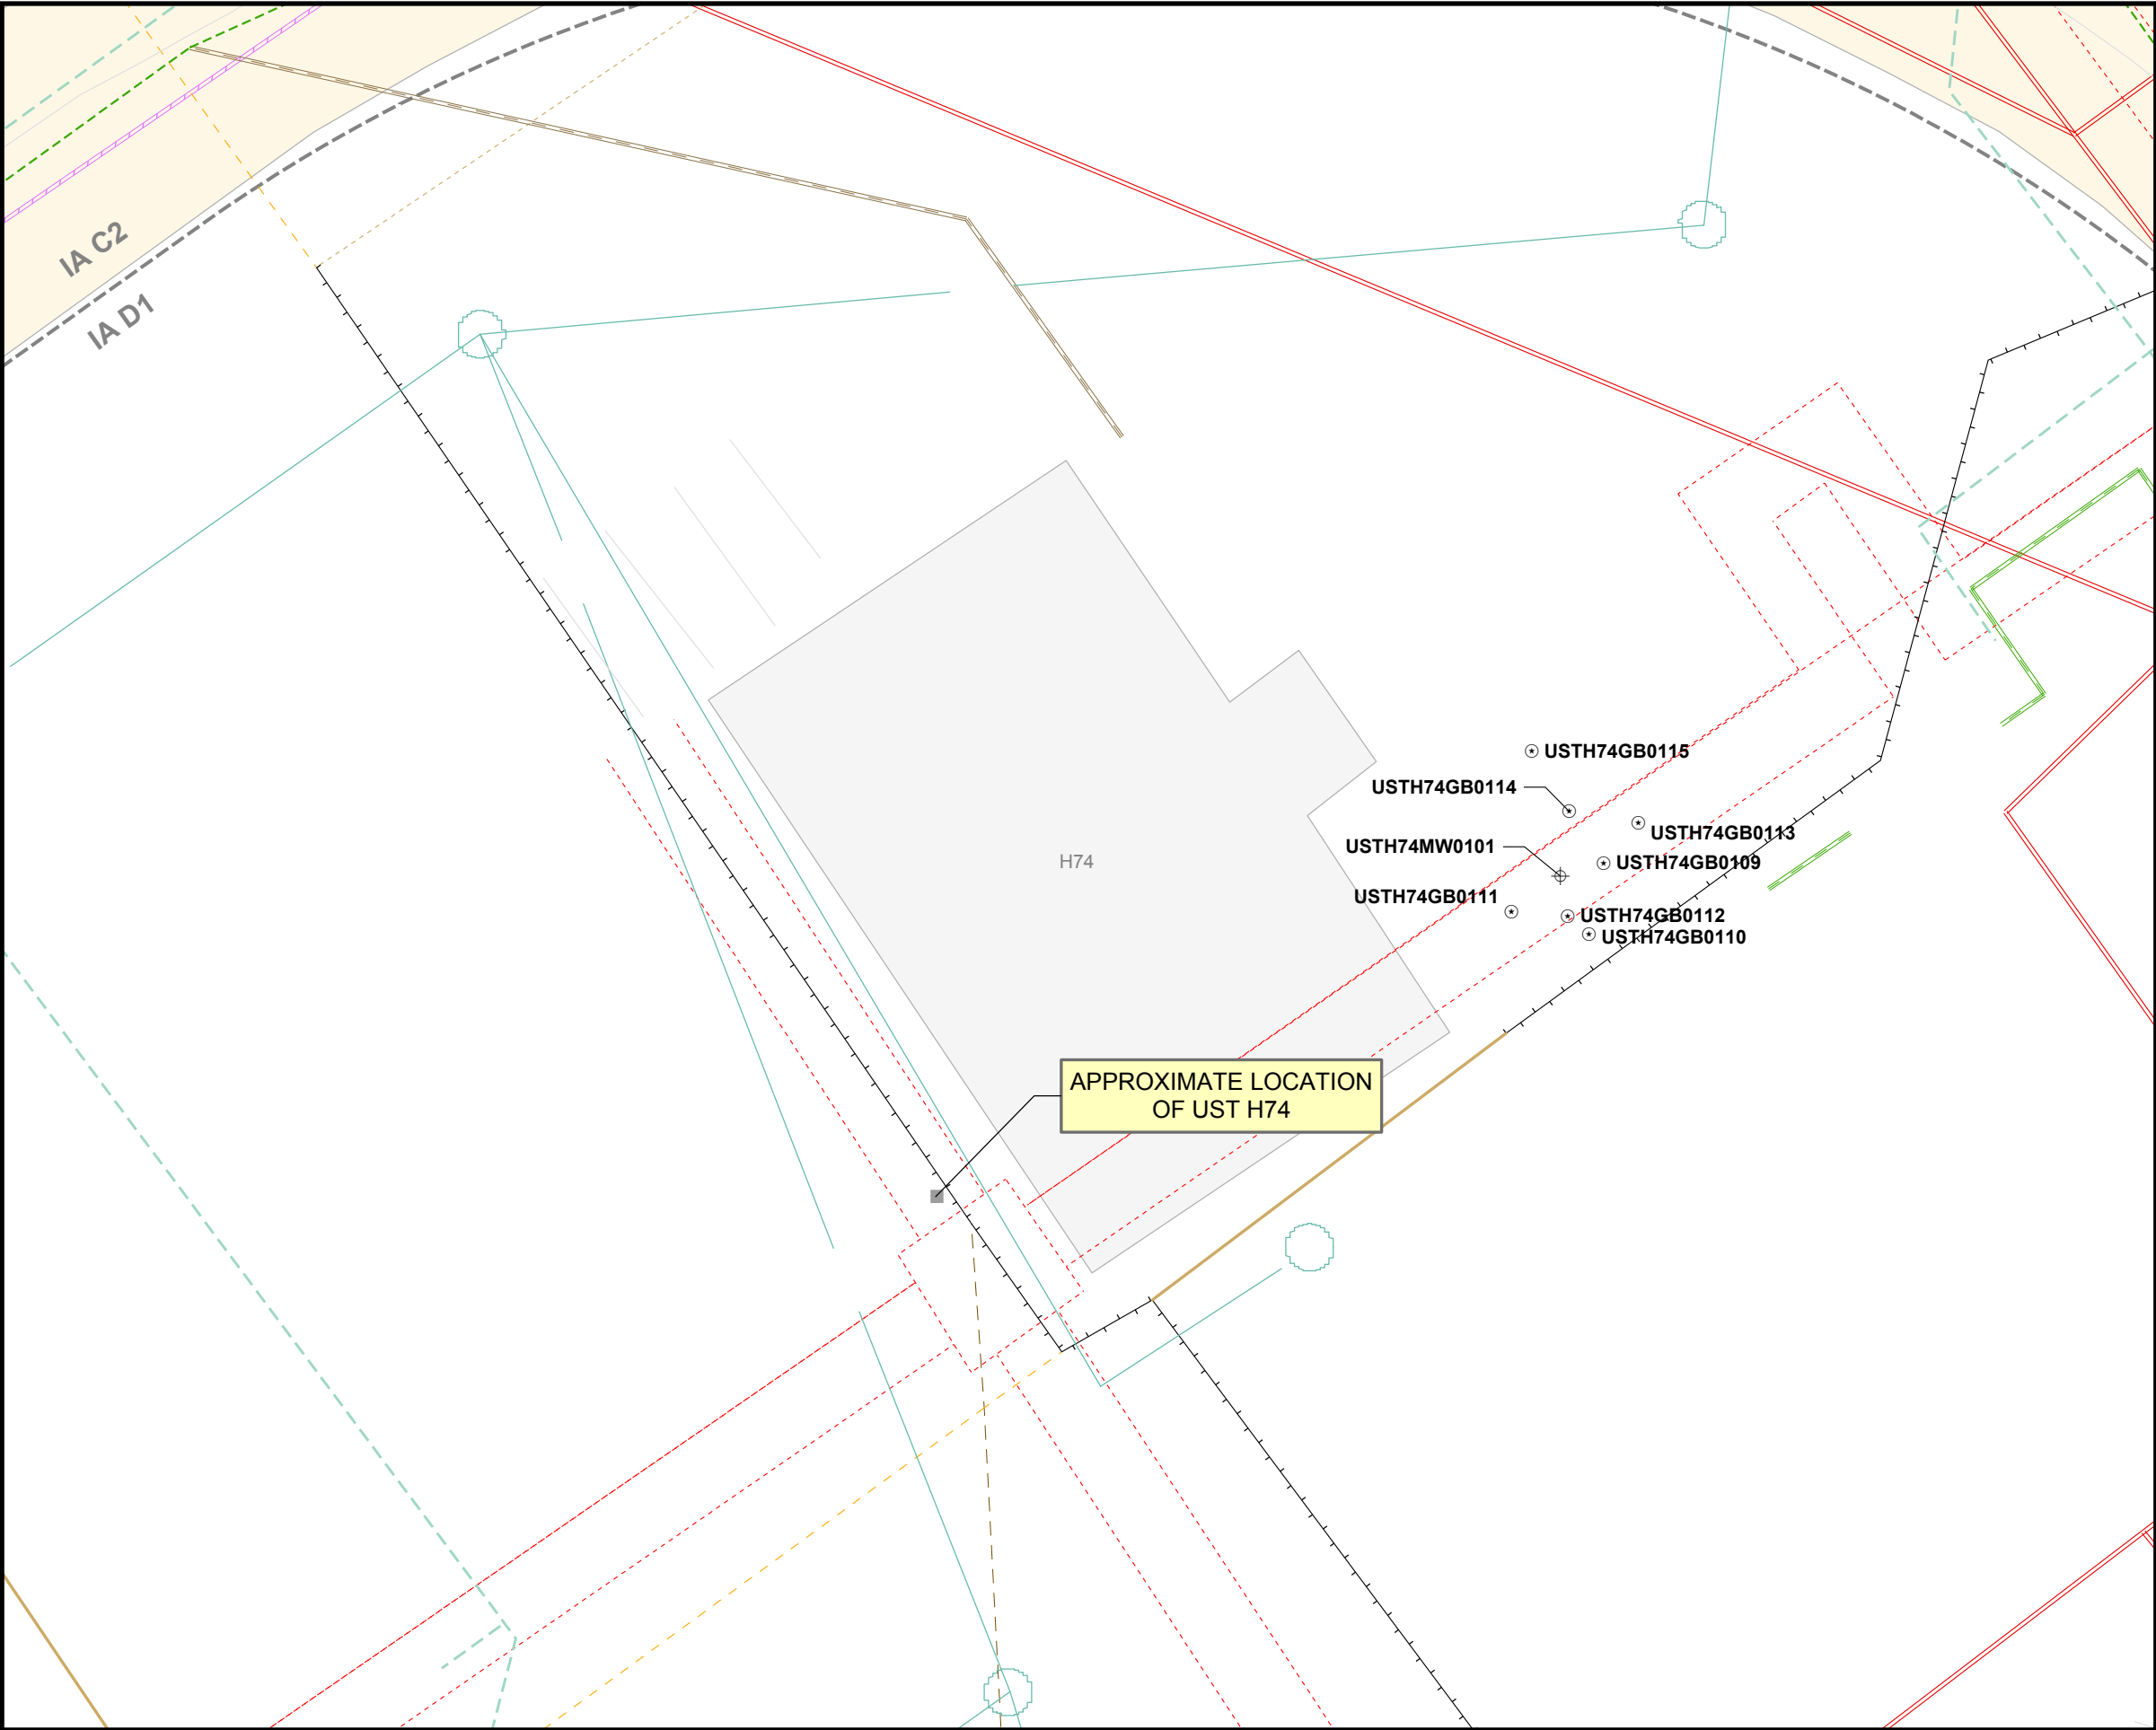 IA C2
IA D1
USTH74GB0115
USTH74GB0114
USTH74GB0113
USTH74MW0101
USTH74GB0109
H74
USTH74GB0111
USTH74GB0112
USTH74GB0110
APPROXIMATE LOCATION
OF UST H74